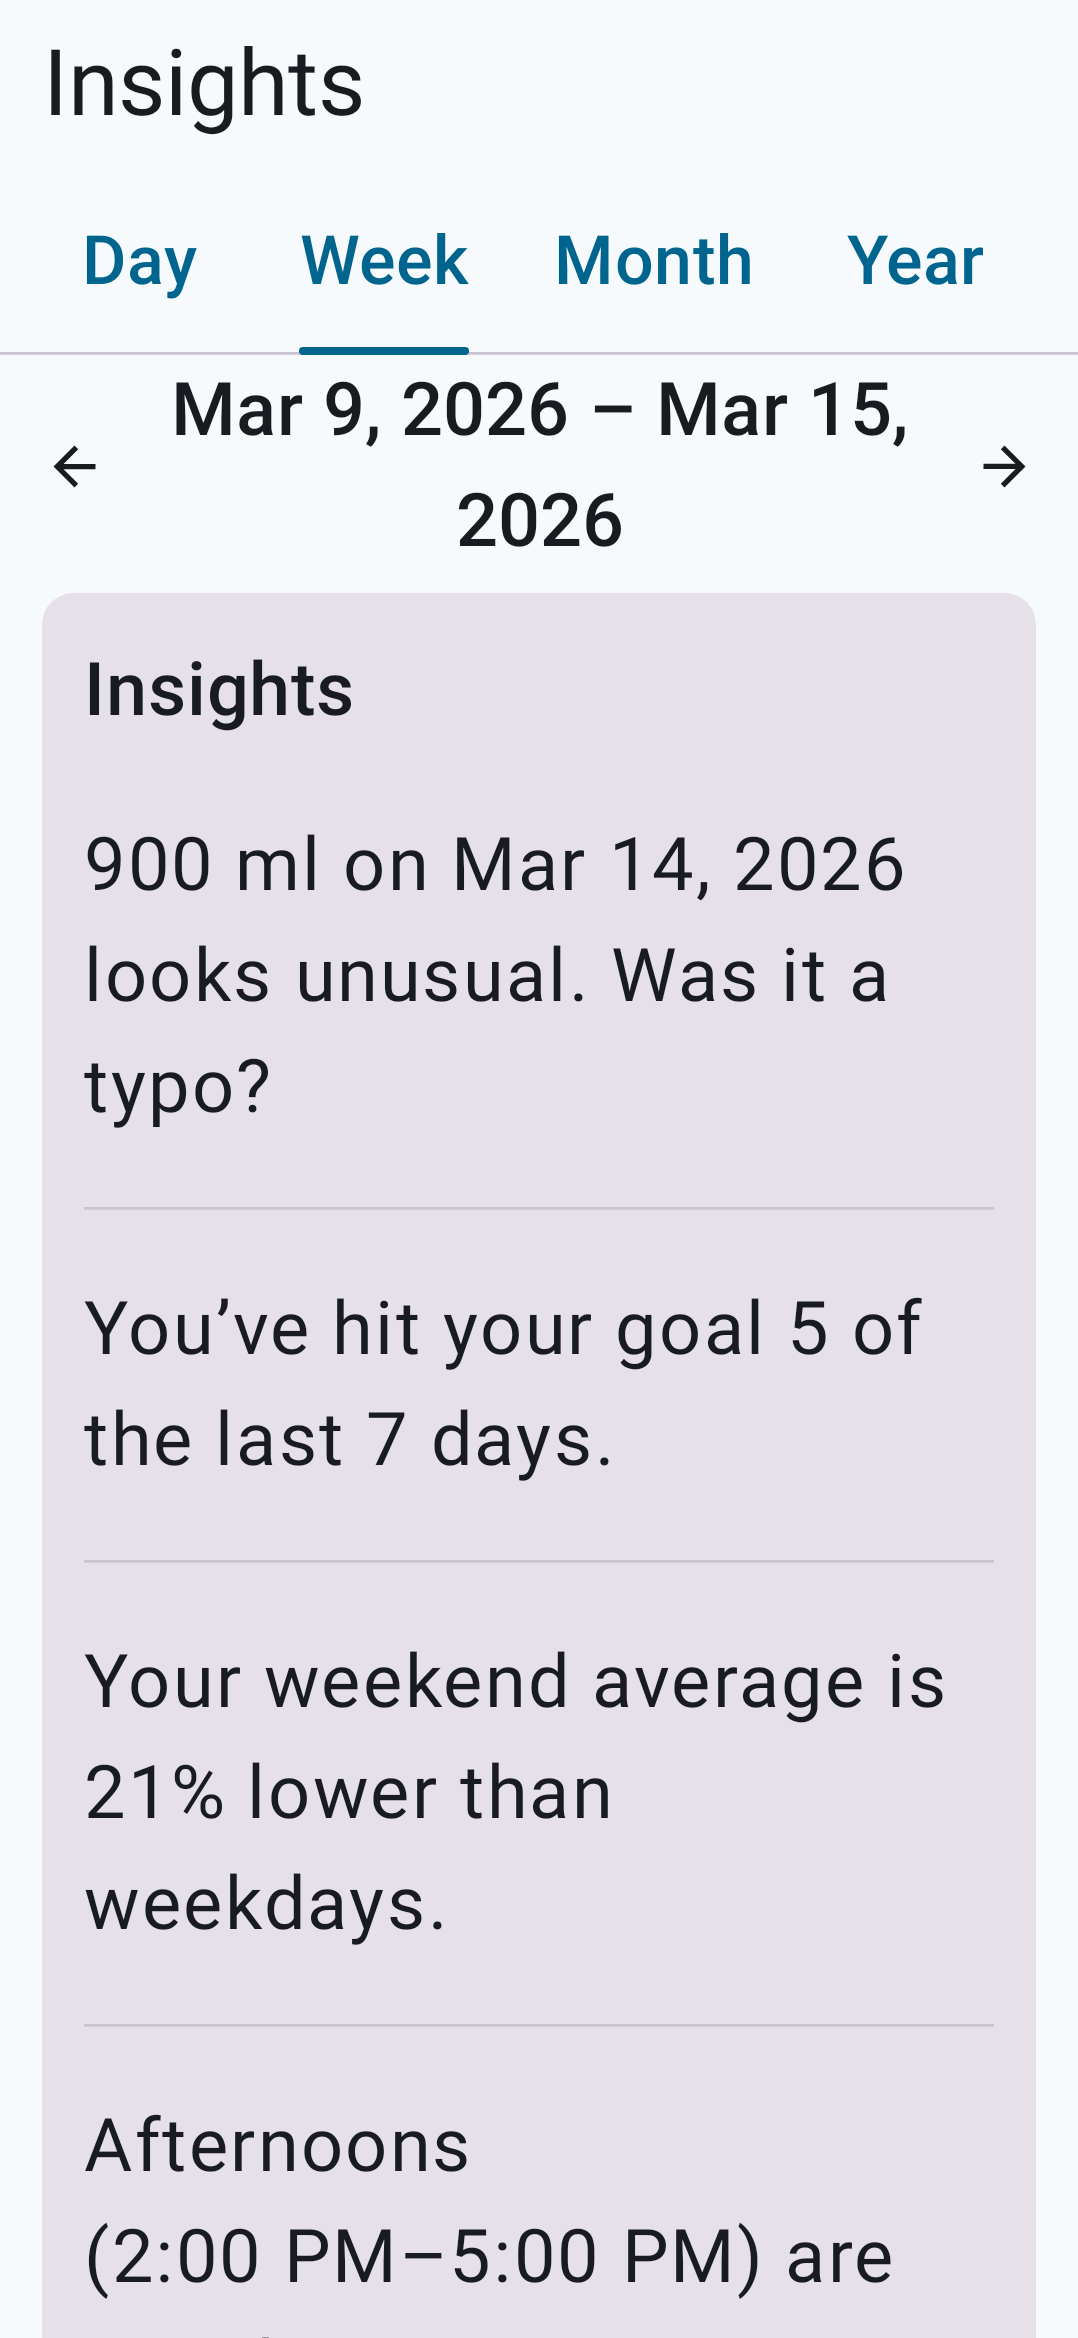 Insights
Day Week Month Year
Mar 9, 2026 – Mar 15,
2026
Insights
900 ml on Mar 14, 2026
looks unusual. Was it a
typo?
You’ve hit your goal 5 of
the last 7 days.
Your weekend average is
21% lower than
weekdays.
Afternoons
(2:00 PM–5:00 PM) are